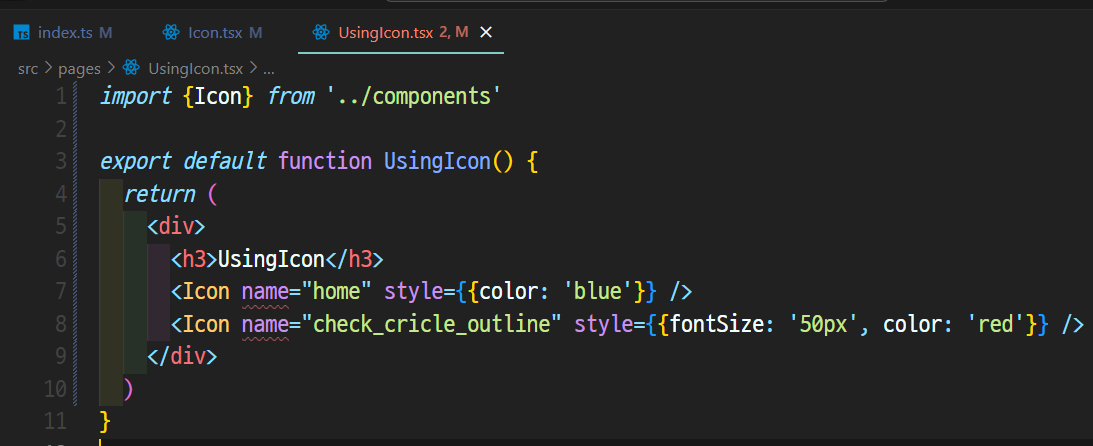 TS index.ts M Icon.tsx M UsingIcon.tsx 2, M ×
src > pages > UsingIcon.tsx > ...
1 import {Icon} from '../components'
2
3 export default function UsingIcon() {
4 return (
5 <div>
6 <h3>UsingIcon</h3>
7 <Icon name="home" style={{color: 'blue'}} />
8 <Icon name="check_cricle_outline" style={{fontSize: '50px', color: 'red'}} />
9 </div>
10 )
11 }